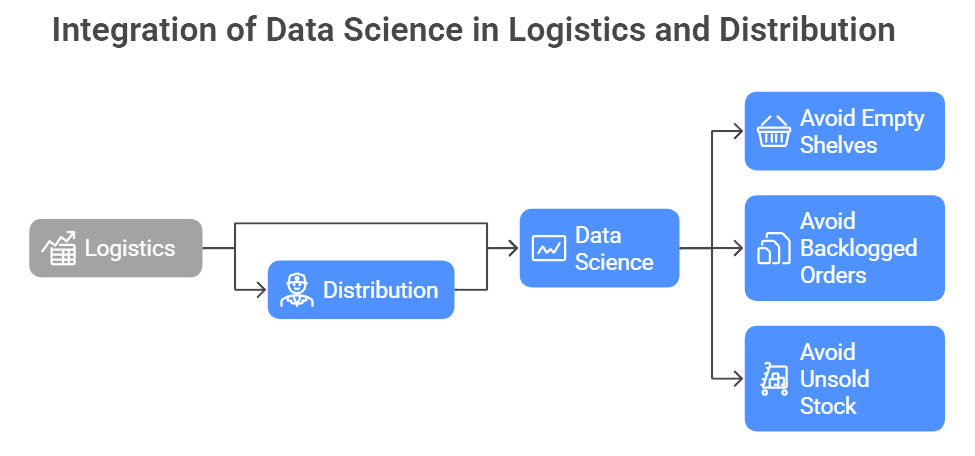 Integration of Data Science in Logistics and Distribution
Avoid Empty
Shelves
Logistics
Distribution
Data
Science
Avoid
Backlogged
Orders
Avoid
Unsold
Stock